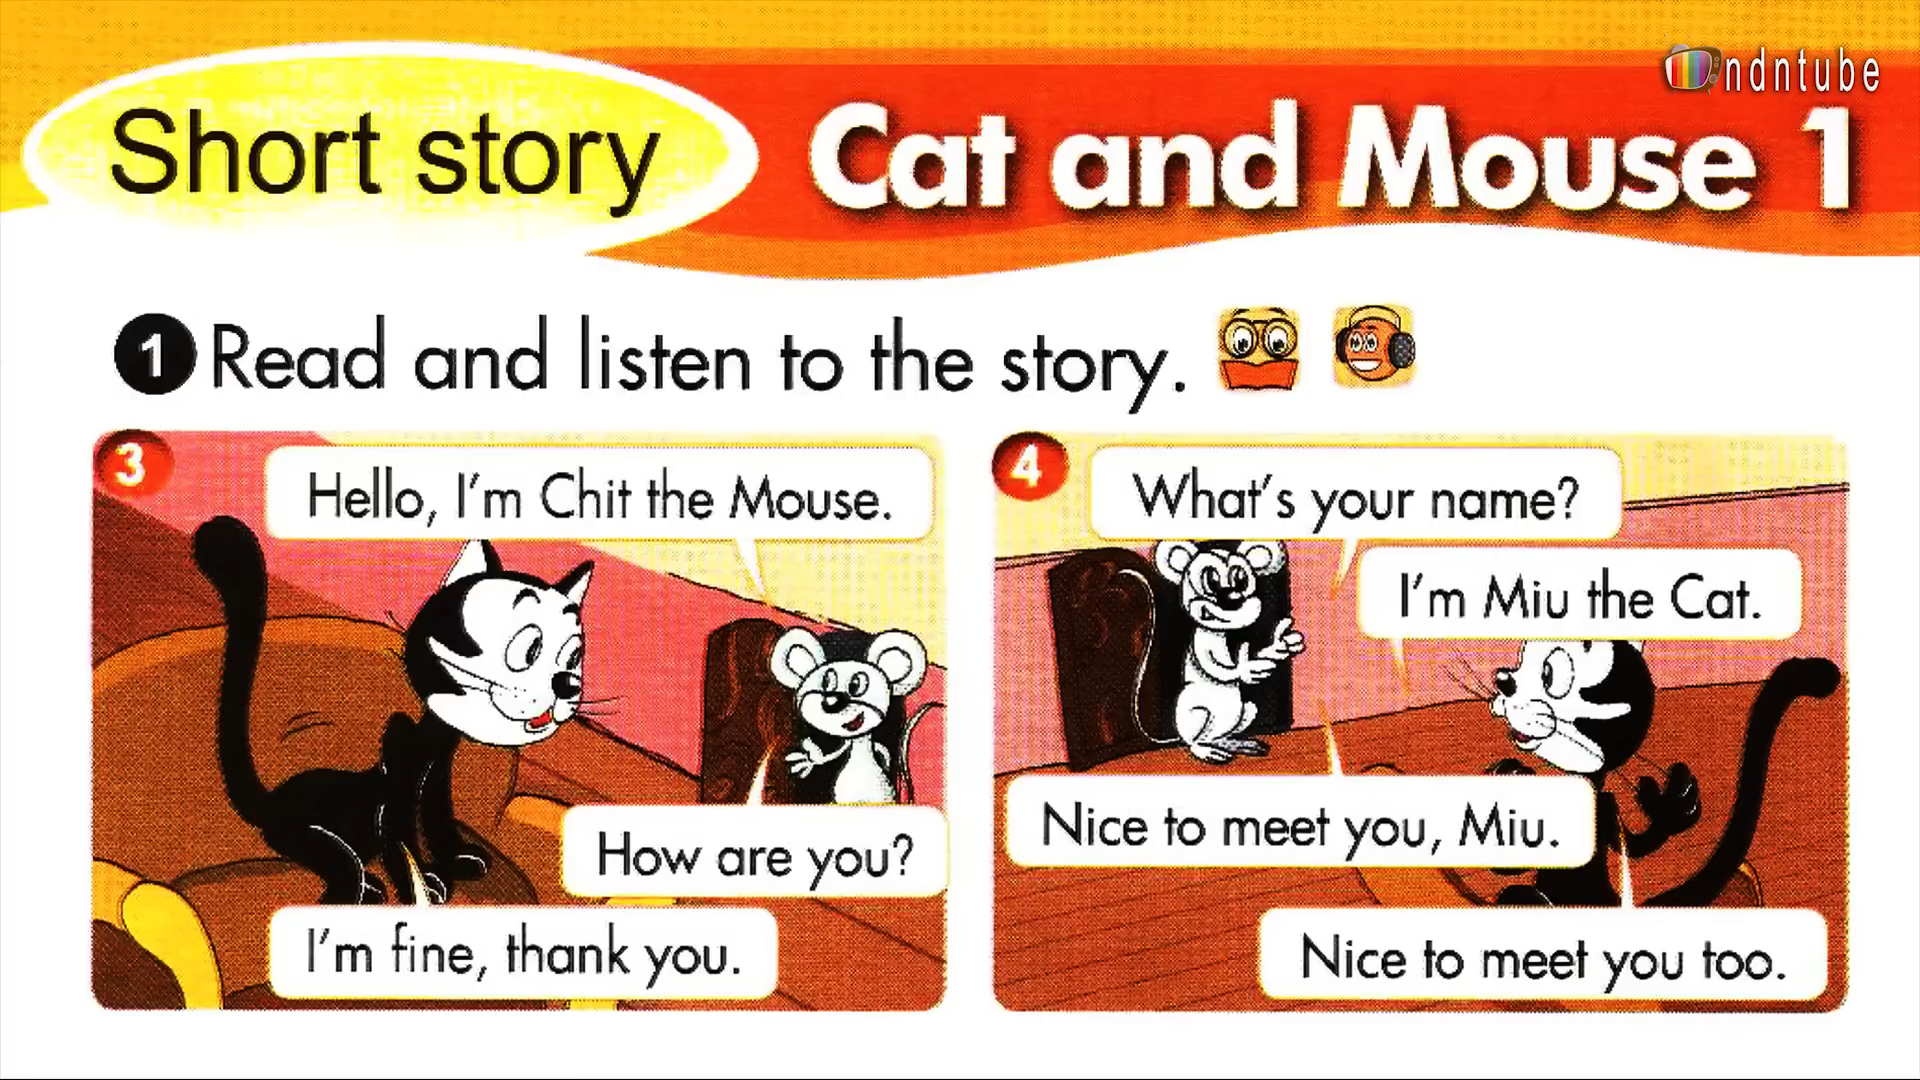 ndntube
Short story
Cat and Mouse 1
1 Read and listen to the story.
3
Hello, I'm Chit the Mouse.
How are you?
I'm fine, thank you.
4
What's your name?
I'm Miu the Cat.
Nice to meet you, Miu.
Nice to meet you too.